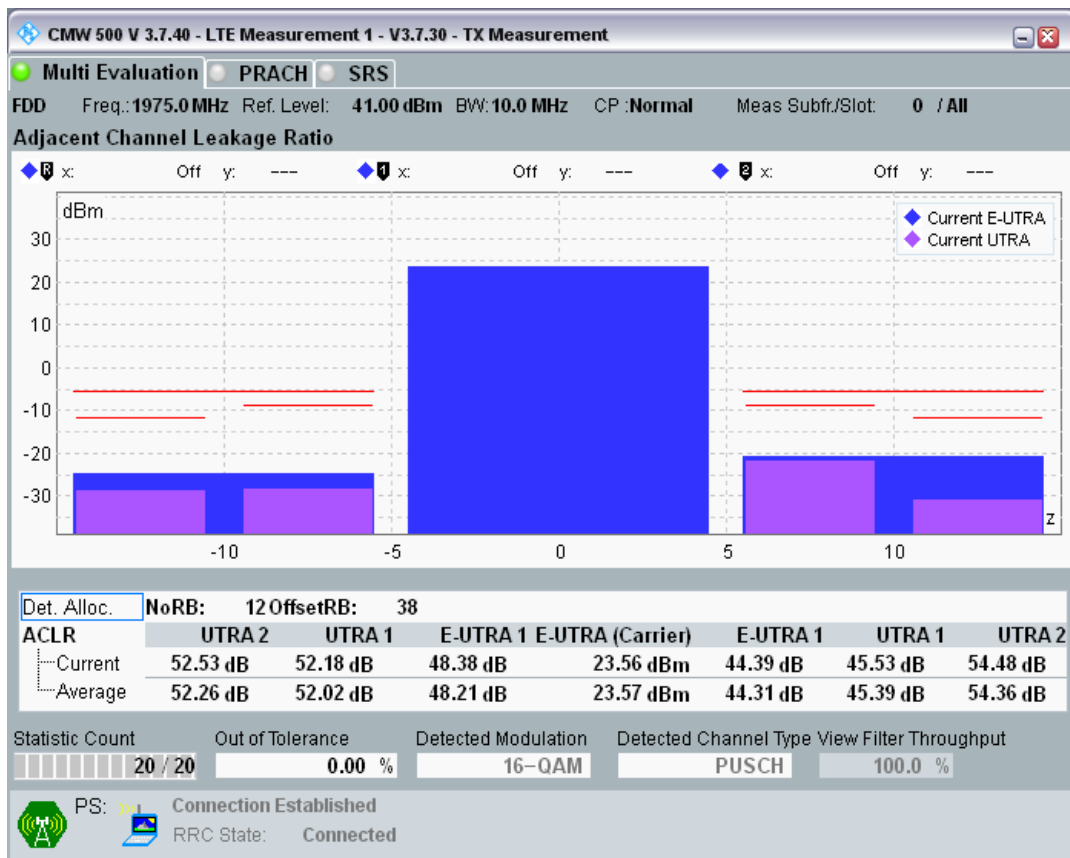 CMW 500 V 3.7.40 - LTE Measurement 1 - V3.7.30 - TX Measurement
Multi Evaluation PRACH SRS
FDD Freq.: 1975.0 MHz Ref. Level: 41.00 dBm BW: 10.0 MHz CP :Normal Meas Subfr./Slot: 0 / All
Adjacent Channel Leakage Ratio
R x: Off y: --- 1 x: Off y: --- 2 x: Off y: ---
dBm
Current E-UTRA
Current UTRA
30
20
10
0
-10
-20
-30
z
-10 -5 0 5 10
Det. Alloc. NoRB: 12 OffsetRB: 38
ACLR UTRA 2 UTRA 1 E-UTRA 1 E-UTRA (Carrier) E-UTRA 1 UTRA 1 UTRA 2
Current 52.53 dB 52.18 dB 48.38 dB 23.56 dBm 44.39 dB 45.53 dB 54.48 dB
Average 52.26 dB 52.02 dB 48.21 dB 23.57 dBm 44.31 dB 45.39 dB 54.36 dB
Statistic Count Out of Tolerance Detected Modulation Detected Channel Type View Filter Throughput
20 / 20 0.00 % 16-QAM PUSCH 100.0 %
PS: Connection Established
RRC State: Connected